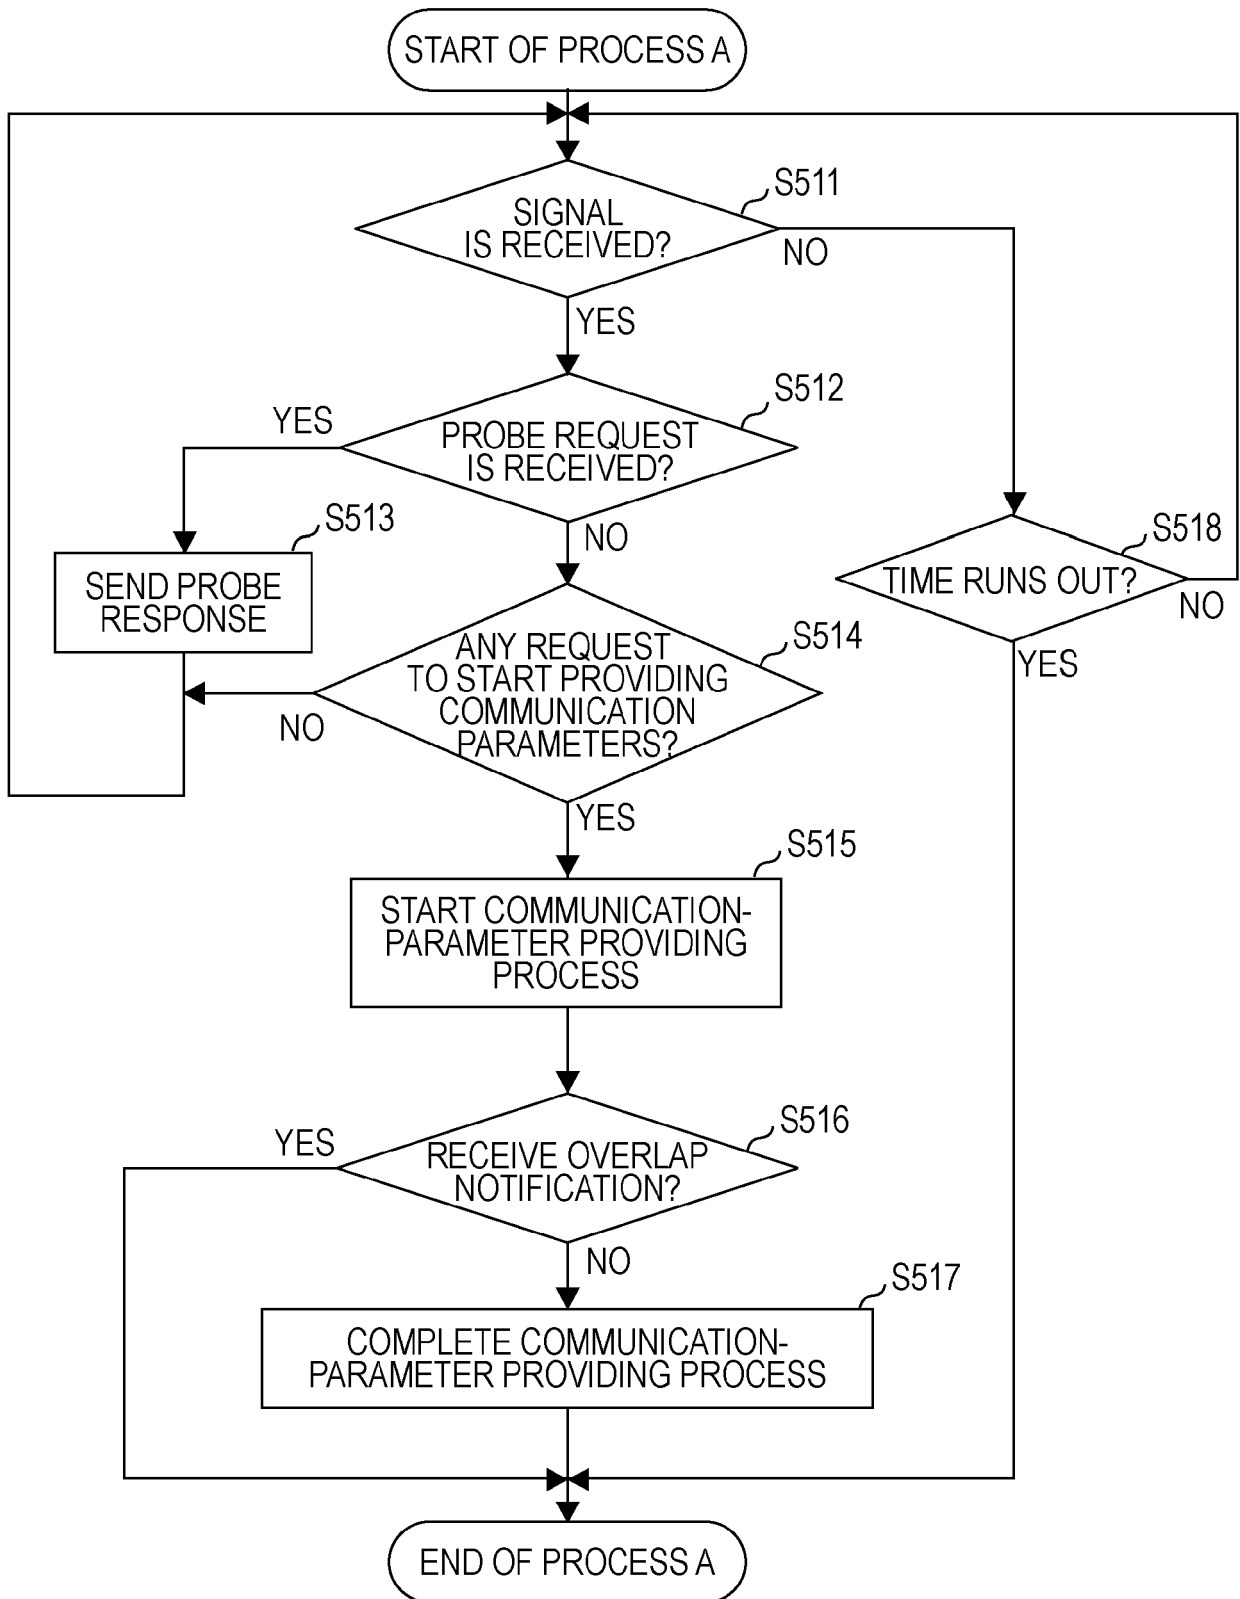 START OF PROCESS A
S511
SIGNAL
IS RECEIVED?
NO
YES
S512
YES
PROBE REQUEST
IS RECEIVED?
S513
NO
S518
SEND PROBE
RESPONSE
TIME RUNS OUT?
NO
S514
ANY REQUEST
TO START PROVIDING
COMMUNICATION
PARAMETERS?
YES
NO
YES
S515
START COMMUNICATION-
PARAMETER PROVIDING
PROCESS
S516
YES
RECEIVE OVERLAP
NOTIFICATION?
NO
S517
COMPLETE COMMUNICATION-
PARAMETER PROVIDING PROCESS
END OF PROCESS A